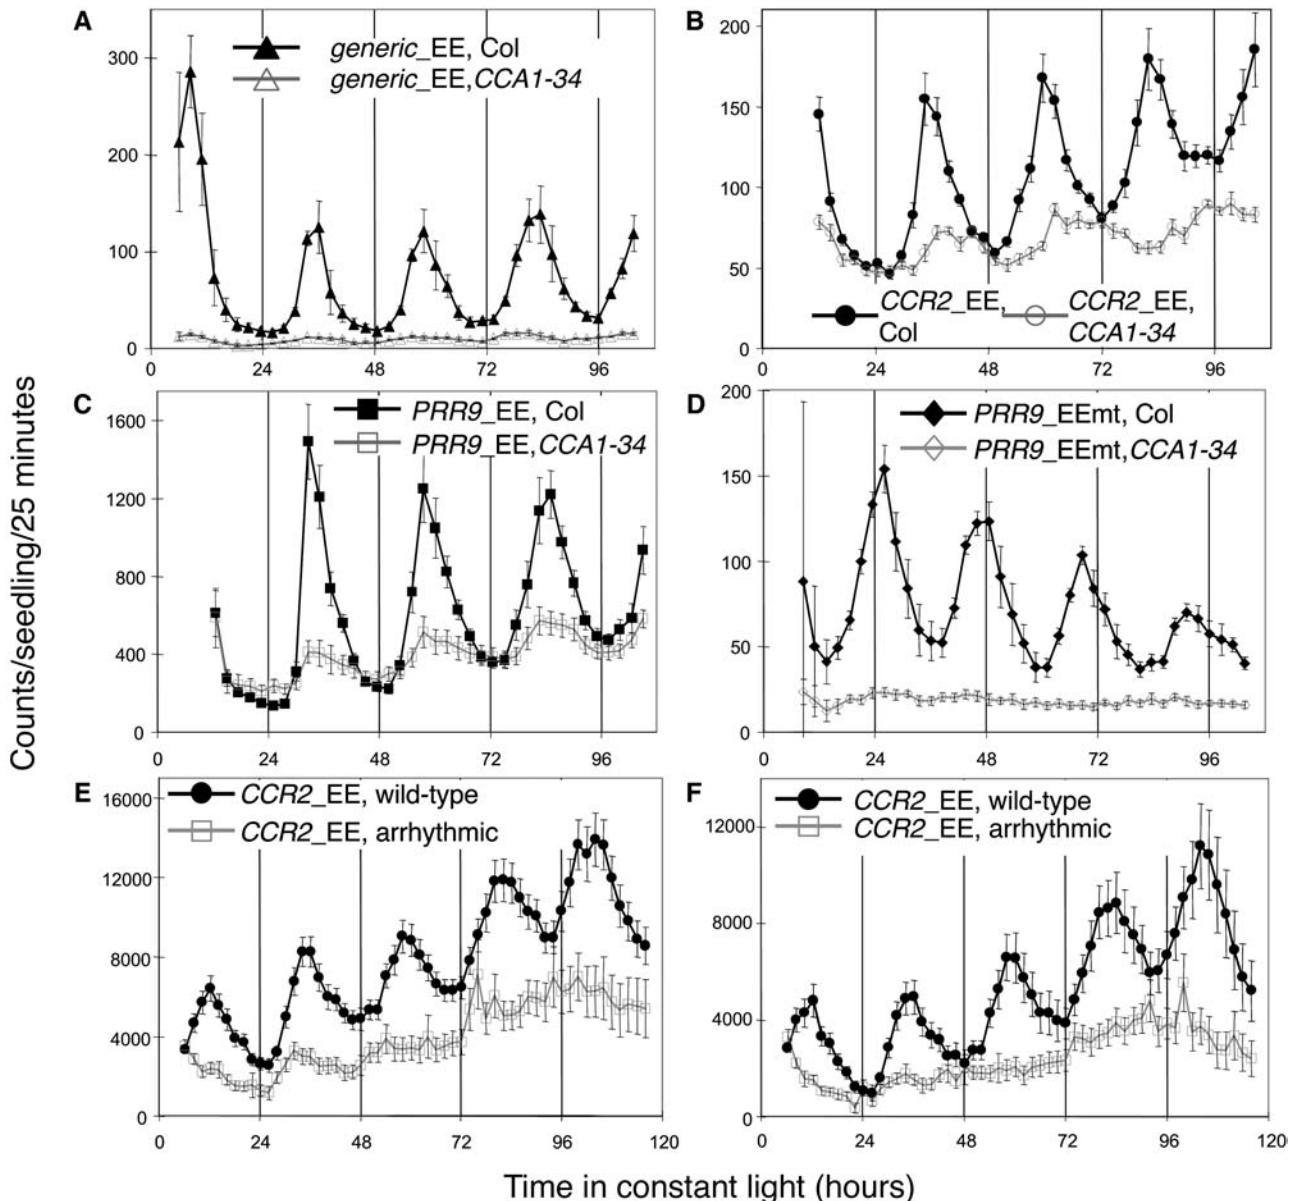 A
generic_EE, Col
generic_EE,CCA1-34
300
200
100
0
0 24 48 72 96
B
200
150
100
50
0
CCR2_EE, Col
CCR2_EE, CCA1-34
0 24 48 72 96
Counts/seedling/25 minutes
C
PRR9_EE, Col
PRR9_EE,CCA1-34
1600
1200
800
400
0
24 48 72 96
D
PRR9_EEmt, Col
PRR9_EEmt,CCA1-34
200
150
100
50
0
0 24 48 72 96
E
CCR2_EE, wild-type
CCR2_EE, arrhythmic
16000
12000
8000
4000
0
0 24 48 72 96 120
F
CCR2_EE, wild-type
CCR2_EE, arrhythmic
12000
8000
4000
0
0 24 48 72 96 120
Time in constant light (hours)